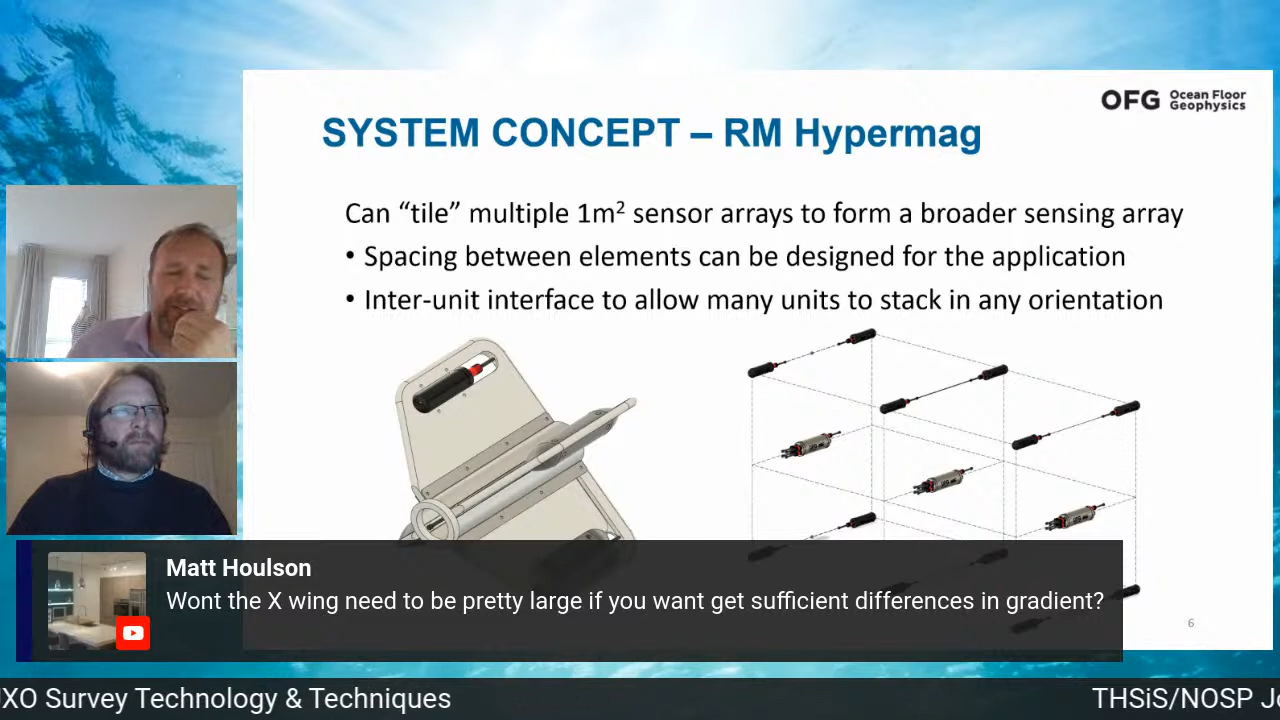 OFG Ocean Floor
Geophysics
SYSTEM CONCEPT – RM Hypermag
Can “tile” multiple 1m² sensor arrays to form a broader sensing array
• Spacing between elements can be designed for the application
• Inter-unit interface to allow many units to stack in any orientation
Matt Houlson
Wont the X wing need to be pretty large if you want get sufficient differences in gradient?
6
UXO Survey Technology & Techniques
THSiS/NOSP Jo